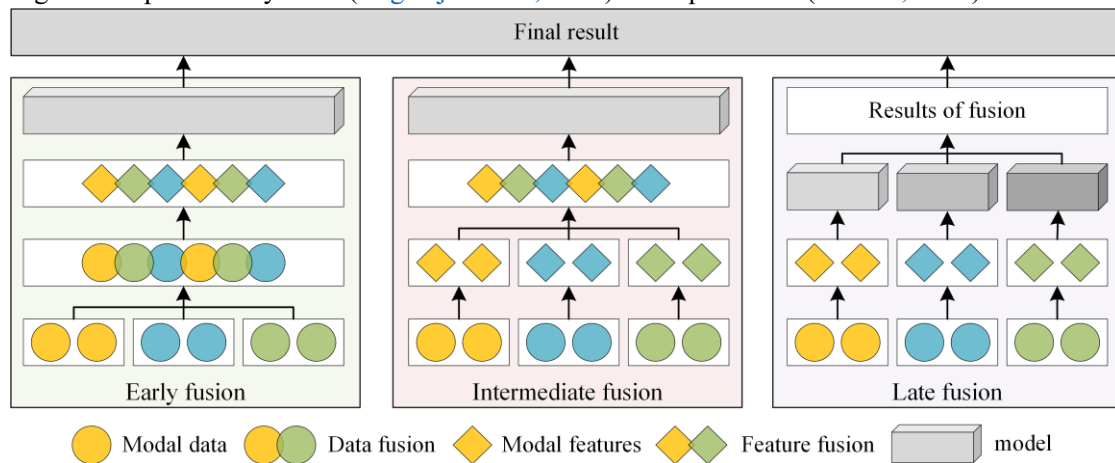 Final result
Results of fusion
Early fusion
Intermediate fusion
Late fusion
Modal data
Data fusion
Modal features
Feature fusion
model